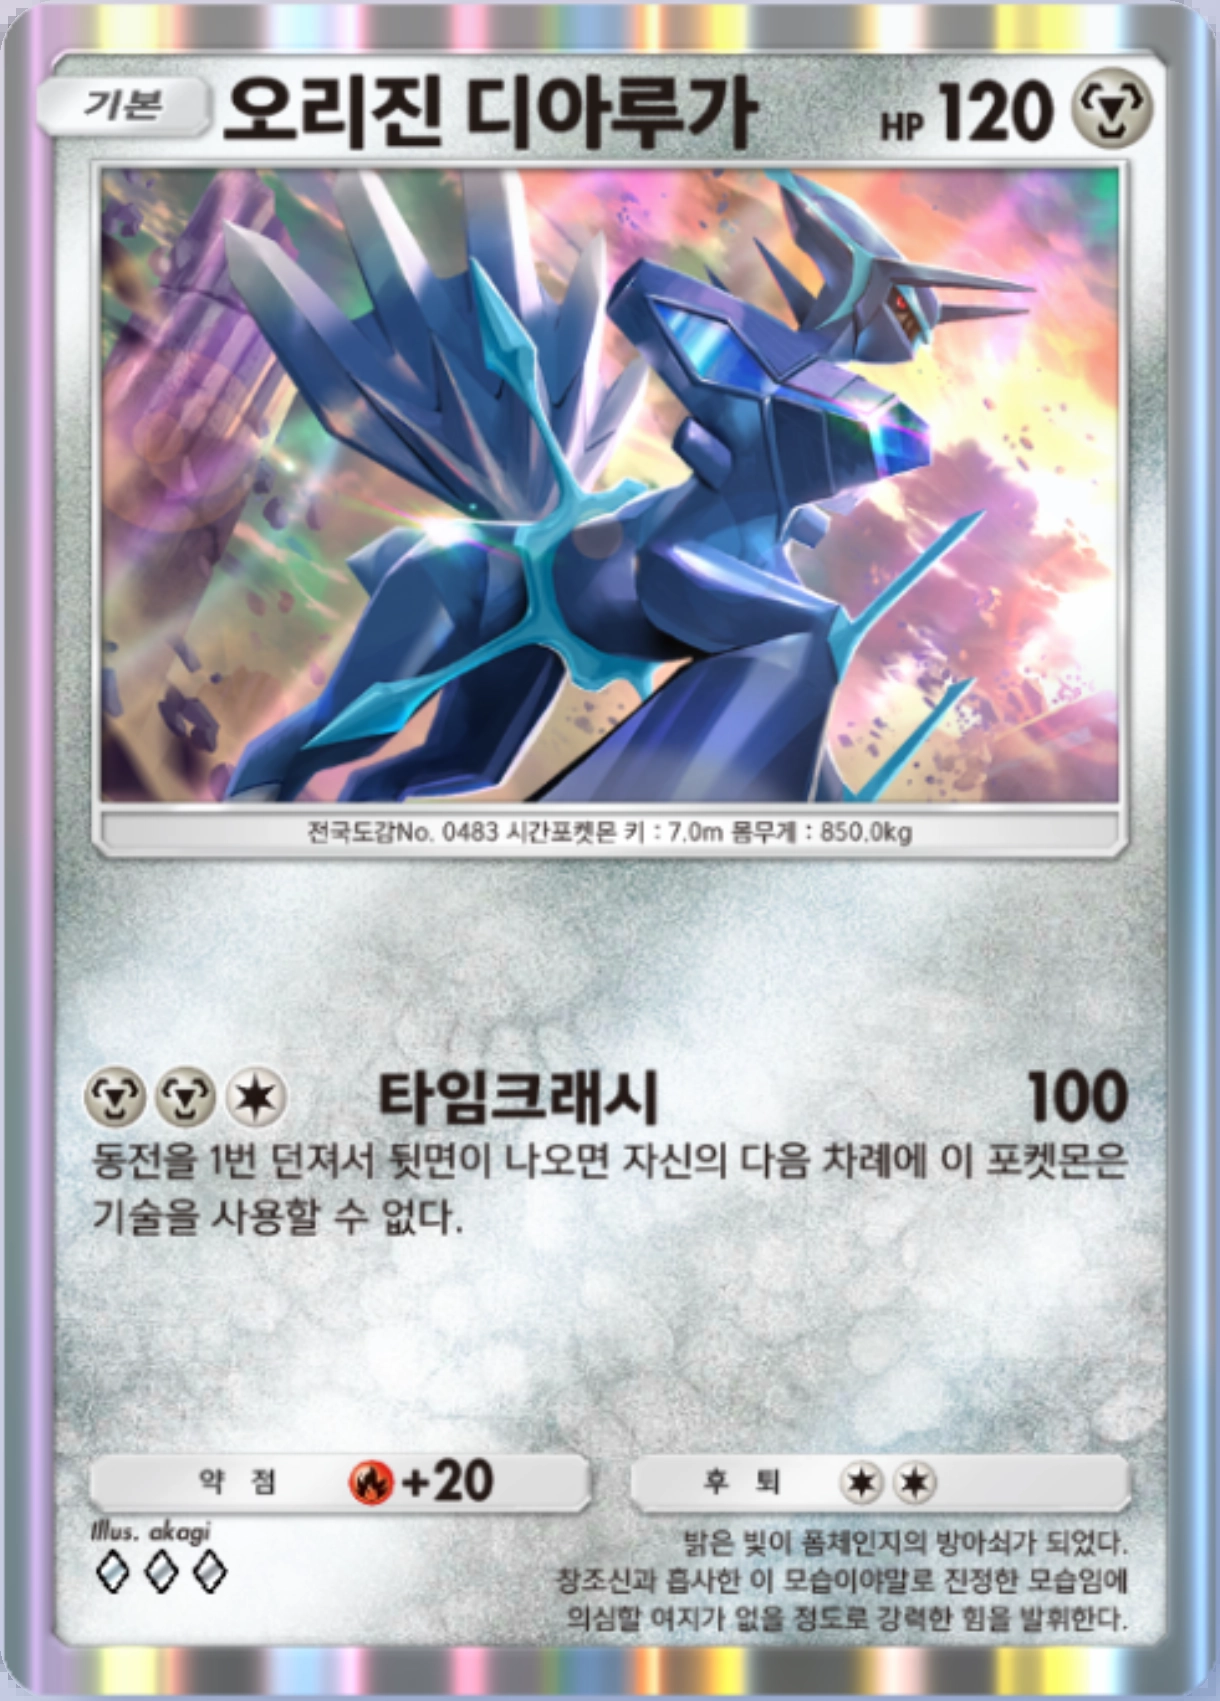 기본 오리진 디아루가 HP 120
전국도감No. 0483 시간포켓몬 키 : 7.0m 몸무게 : 850.0kg
타임크래시 100
동전을 1번 던져서 뒷면이 나오면 자신의 다음 차례에 이 포켓몬은
기술을 사용할 수 없다.
약점 +20 후퇴
Illus. akagi
밝은 빛이 폼체인지의 방아쇠가 되었다.
창조신과 흡사한 이 모습이야말로 진정한 모습임에
의심할 여지가 없을 정도로 강력한 힘을 발휘한다.